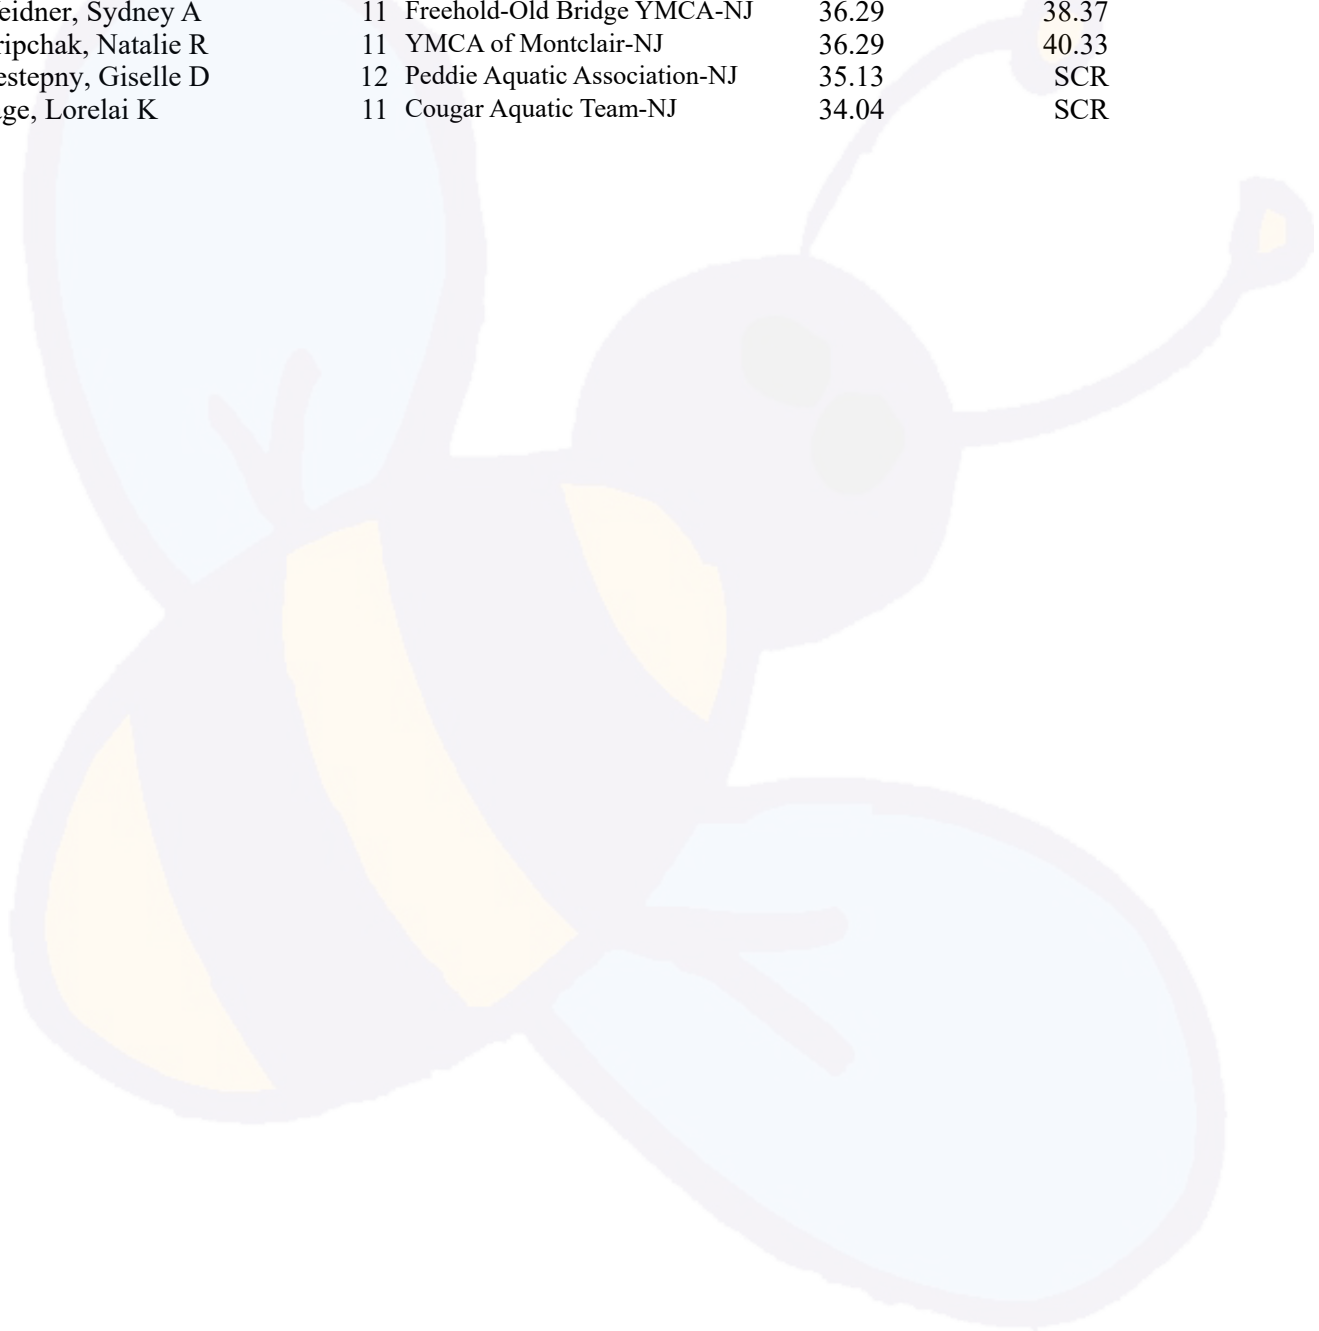 eidner, Sydney A 11 Freehold-Old Bridge YMCA-NJ 36.29 38.37
ripchak, Natalie R 11 YMCA of Montclair-NJ 36.29 40.33
estepny, Giselle D 12 Peddie Aquatic Association-NJ 35.13 SCR
ge, Lorelai K 11 Cougar Aquatic Team-NJ 34.04 SCR